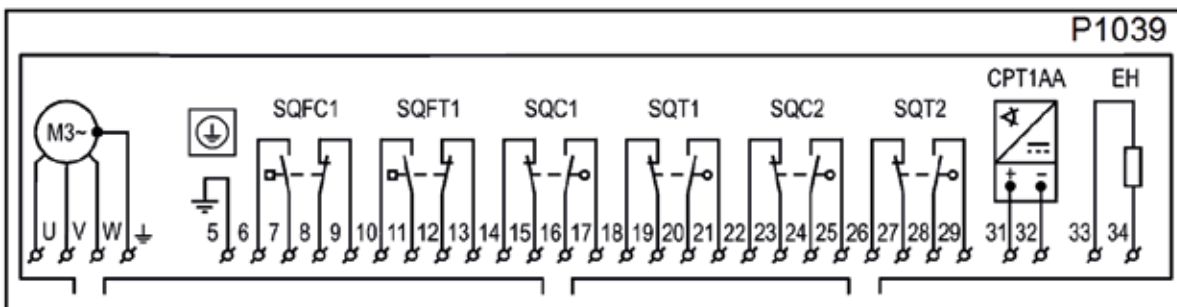 P1039
SQFC1 SQFT1 SQC1 SQT1 SQC2 SQT2 CPT1AA EH
M3~
+ −
U V W 5 6 7 8 9 10 11 12 13 14 15 16 17 18 19 20 21 22 23 24 25 26 27 28 29 31 32 33 34